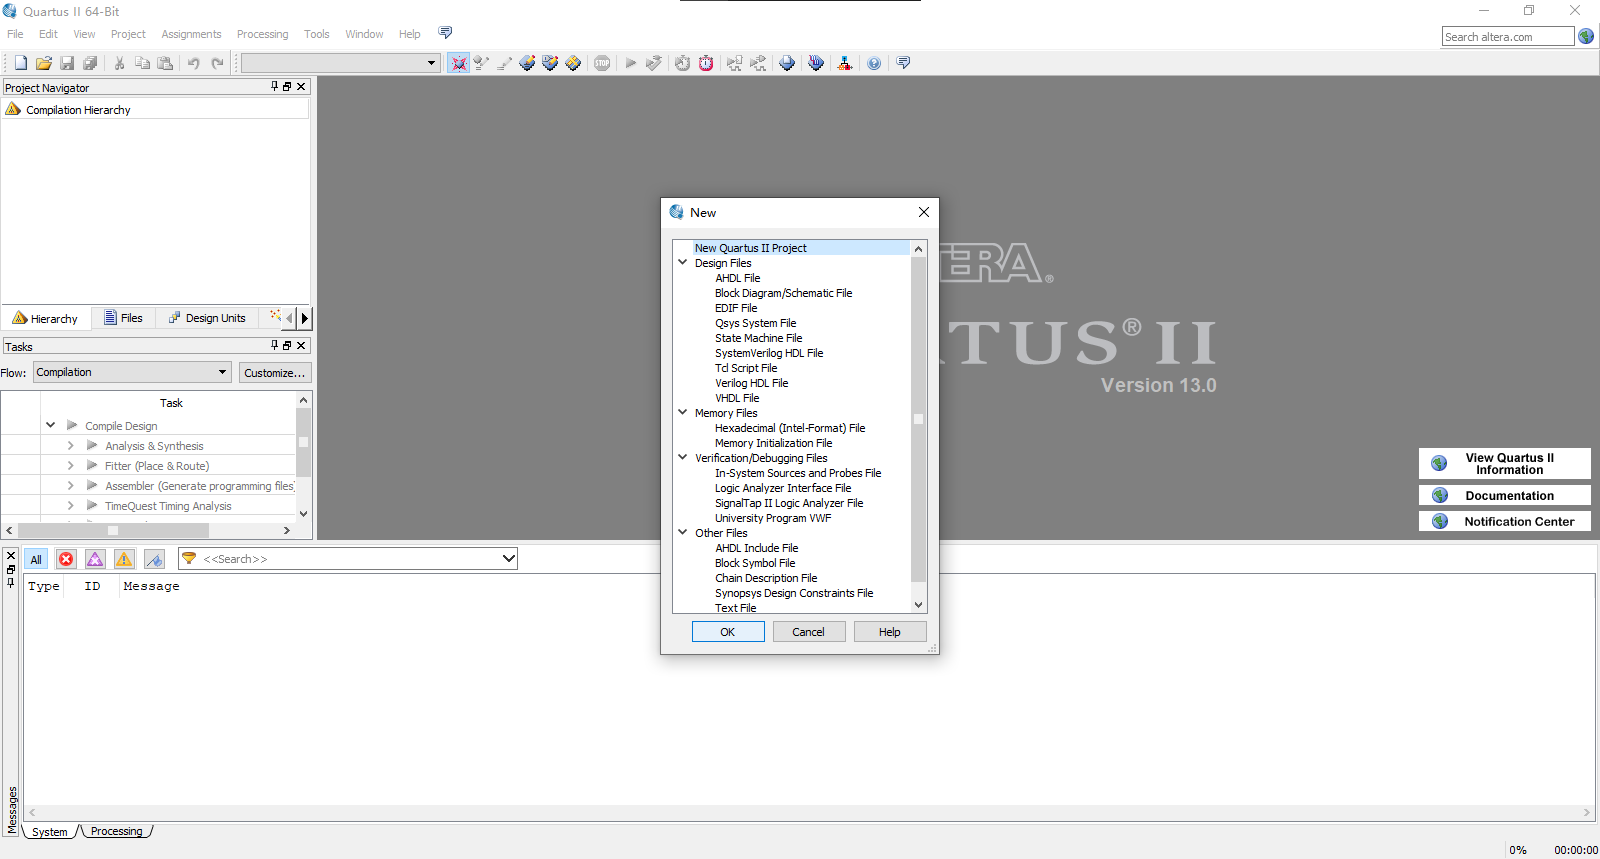 Quartus II 64-Bit
File Edit View Project Assignments Processing Tools Window Help
Search altera.com
STOP
Project Navigator
Compilation Hierarchy
Hierarchy Files Design Units
Tasks
Flow: Compilation Customize...
Task
Compile Design
Analysis & Synthesis
Fitter (Place & Route)
Assembler (Generate programming files)
TimeQuest Timing Analysis
New
New Quartus II Project
Design Files
AHDL File
Block Diagram/Schematic File
EDIF File
Qsys System File
State Machine File
SystemVerilog HDL File
Tcl Script File
Verilog HDL File
VHDL File
Memory Files
Hexadecimal (Intel-Format) File
Memory Initialization File
Verification/Debugging Files
In-System Sources and Probes File
Logic Analyzer Interface File
SignalTap II Logic Analyzer File
University Program VWF
Other Files
AHDL Include File
Block Symbol File
Chain Description File
Synopsys Design Constraints File
Text File
OK Cancel Help
TERA®
RTUS® II
Version 13.0
View Quartus II
Information
Documentation
Notification Center
All <<Search>>
Type ID Message
Messages
System Processing
0% 00:00:00